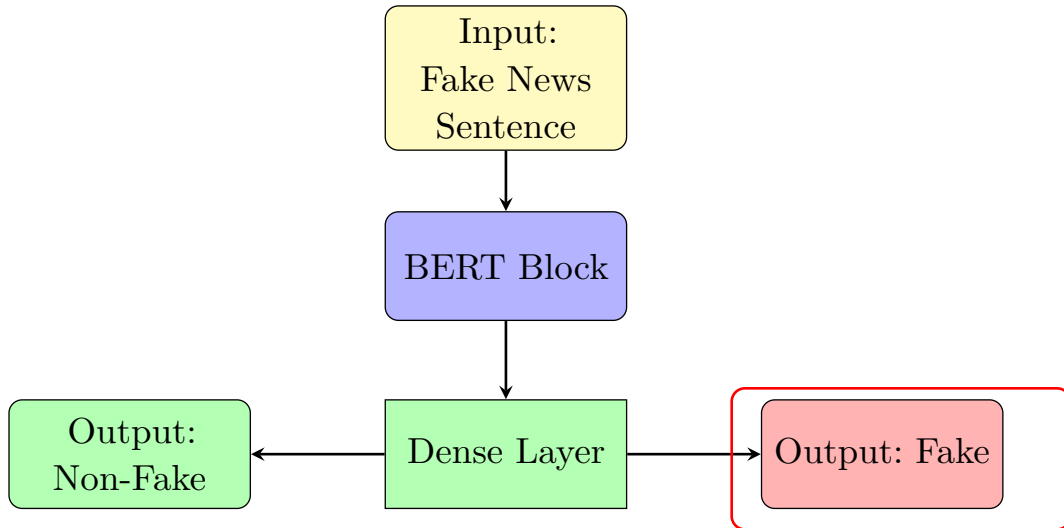 Input:
Fake News
Sentence
BERT Block
Output:
Non-Fake
Dense Layer
Output: Fake